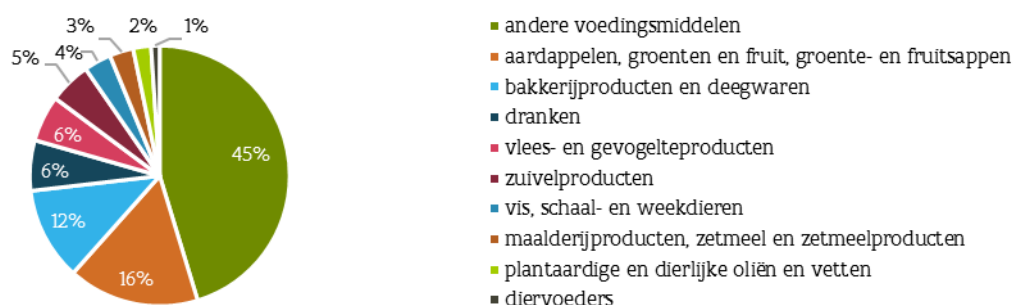 3%
2%
1%
4%
5%
6%
6%
12%
16%
45%
andere voedingsmiddelen
aardappelen, groenten en fruit, groente- en fruitsappen
bakkerijproducten en deegwaren
dranken
vlees- en gevogelteproducten
zuivelproducten
vis, schaal- en weekdieren
maalderijproducten, zetmeel en zetmeelproducten
plantaardige en dierlijke oliën en vetten
diervoeders